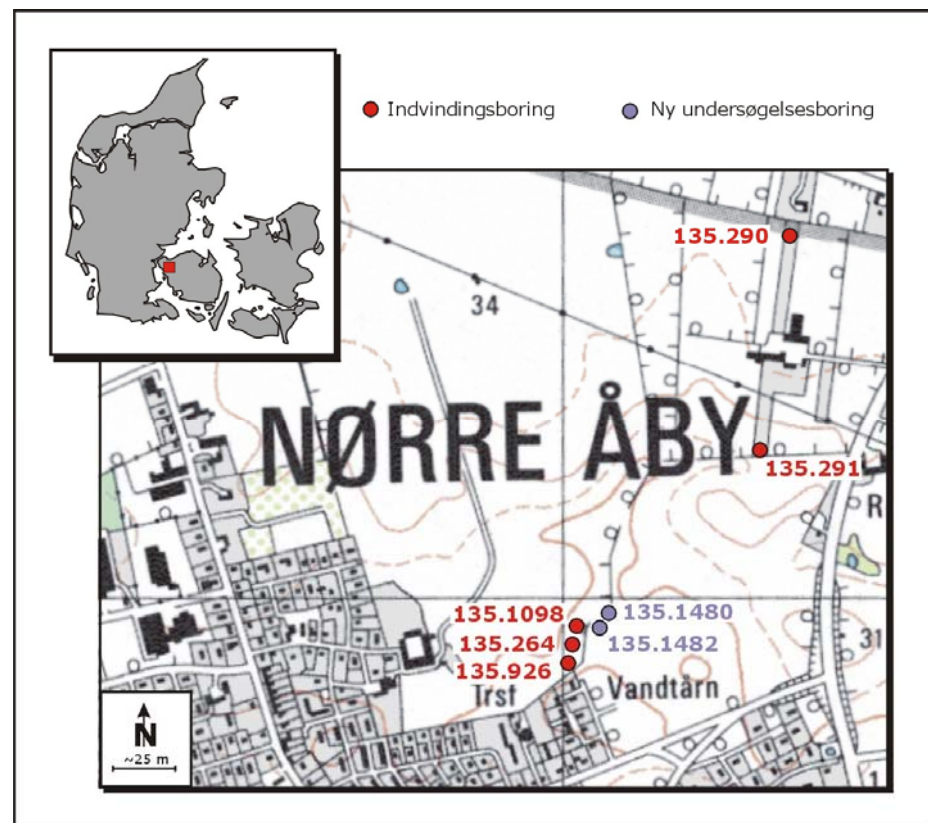 Indvindingsboring
Ny undersøgelsesboring
135.290
34
NØRRE ÅBY
135.291
R
135.1098
135.1480
135.264
135.1482
135.926
31
Trsf
Vandtårn
N
~25 m
1